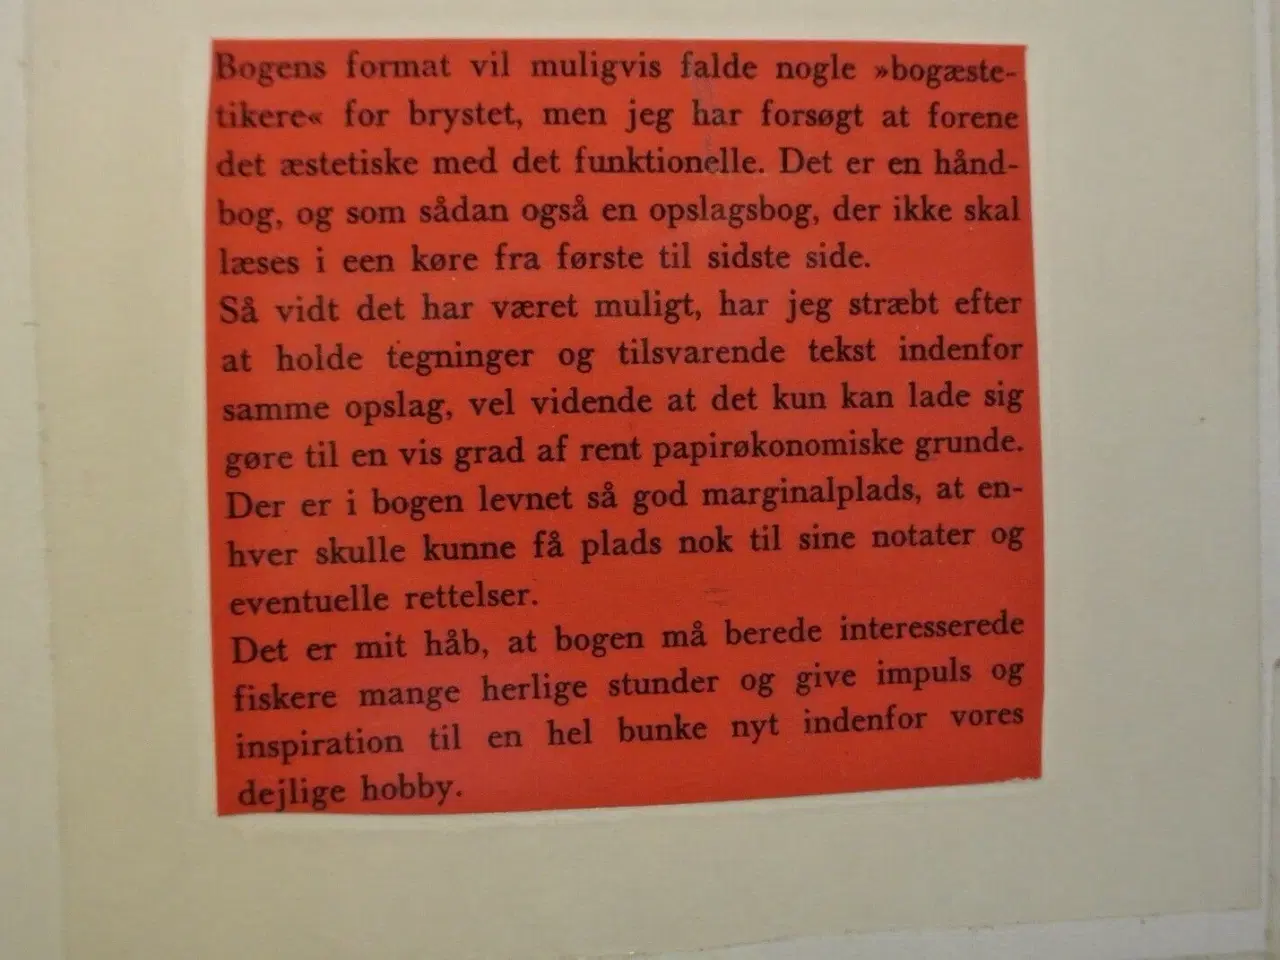 Bogens format vil muligvis falde nogle »bogæste-
tikere« for brystet, men jeg har forsøgt at forene
det æstetiske med det funktionelle. Det er en hånd-
bog, og som sådan også en opslagsbog, der ikke skal
læses i een køre fra første til sidste side.
Så vidt det har været muligt, har jeg stræbt efter
at holde tegninger og tilsvarende tekst indenfor
samme opslag, vel vidende at det kun kan lade sig
gøre til en vis grad af rent papirøkonomiske grunde.
Der er i bogen levnet så god marginalplads, at en-
hver skulle kunne få plads nok til sine notater og
eventuelle rettelser.
Det er mit håb, at bogen må berede interesserede
fiskere mange herlige stunder og give impuls og
inspiration til en hel bunke nyt indenfor vores
dejlige hobby.